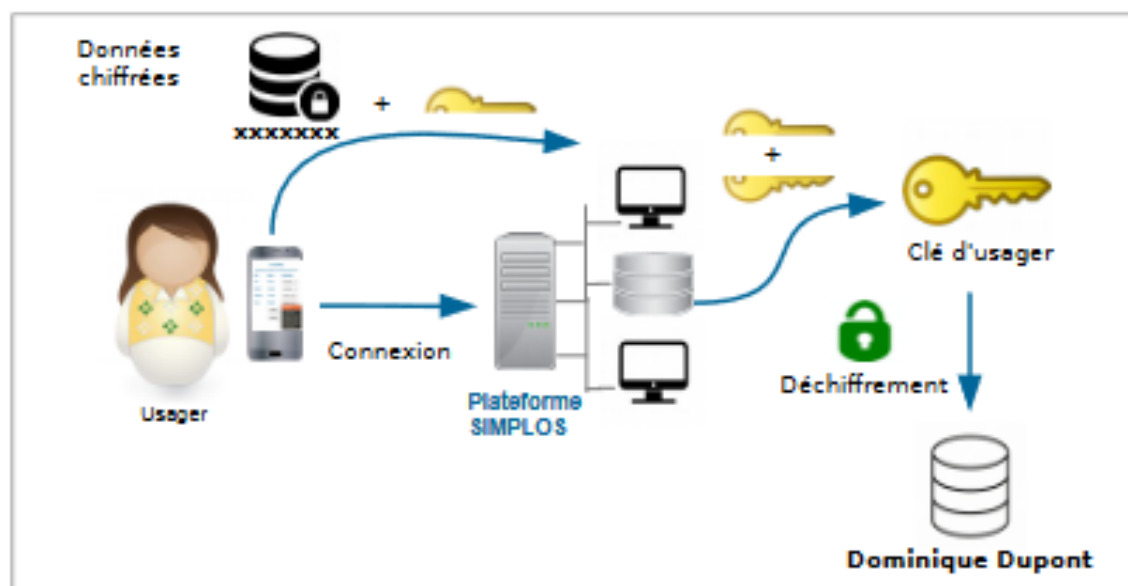 Données
chiffrées
xxxxxxx
+
+
Clé d'usager
Connexion
Déchiffrement
Usager
Plateforme
SIMPLOS
Dominique Dupont